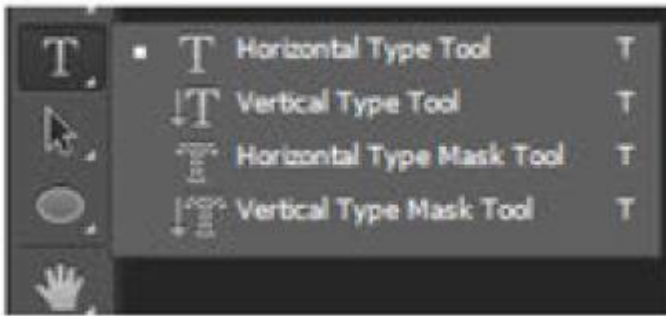 T Horizontal Type Tool T
T Vertical Type Tool T
Horizontal Type Mask Tool T
Vertical Type Mask Tool T